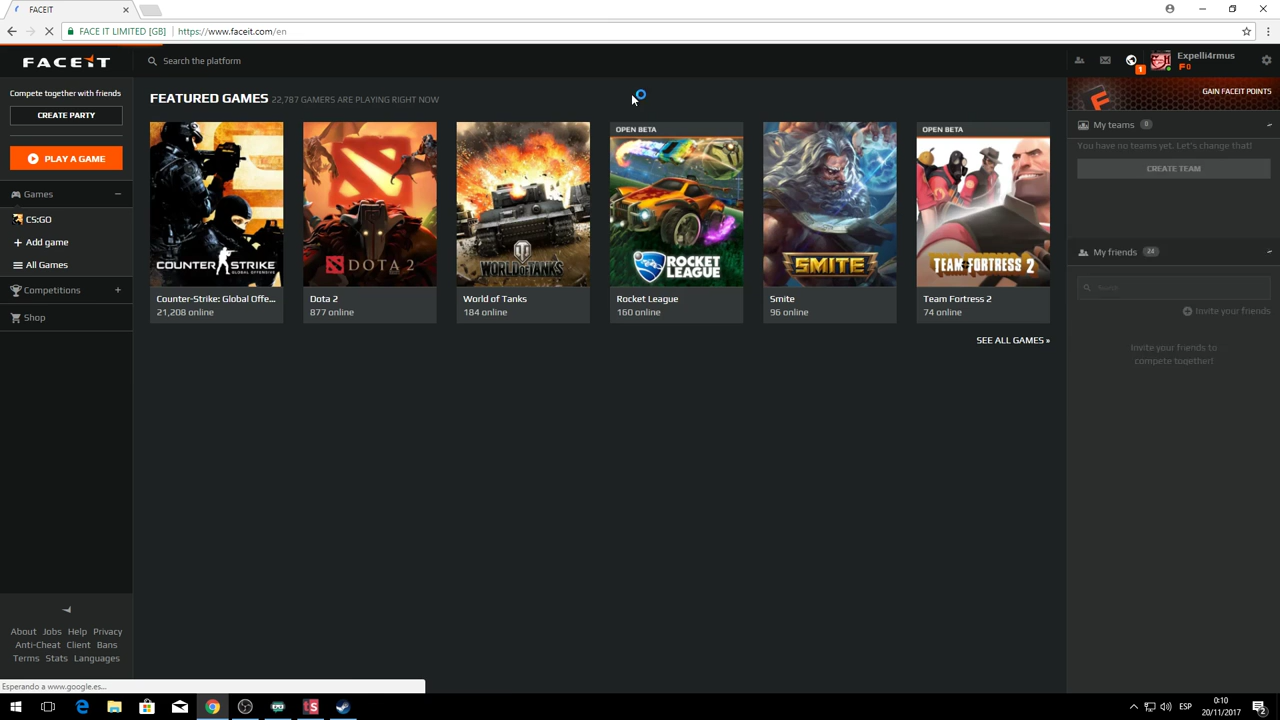 FACEIT
FACE IT LIMITED [GB]
https://www.faceit.com/en
FACEIT
Search the platform
1
Expelli4rmus
0
Compete together with friends
CREATE PARTY
PLAY A GAME
Games
CS:GO
Add game
All Games
Competitions
Shop
FEATURED GAMES 22,787 GAMERS ARE PLAYING RIGHT NOW
COUNTER STRIKE
GLOBAL OFFENSIVE
Counter-Strike: Global Offe...
21,208 online
DOTA 2
Dota 2
877 online
WORLD OF TANKS
World of Tanks
184 online
OPEN BETA
ROCKET LEAGUE
Rocket League
160 online
SMITE
Smite
96 online
OPEN BETA
TEAM FORTRESS 2
Team Fortress 2
74 online
SEE ALL GAMES »
GAIN FACEIT POINTS
My teams 0
You have no teams yet. Let's change that!
CREATE TEAM
My friends 24
Invite your friends
Invite your friends to
compete together!
About Jobs Help Privacy
Anti-Cheat Client Bans
Terms Stats Languages
Esperando a www.google.es...
ESP
0:10
20/11/2017
2